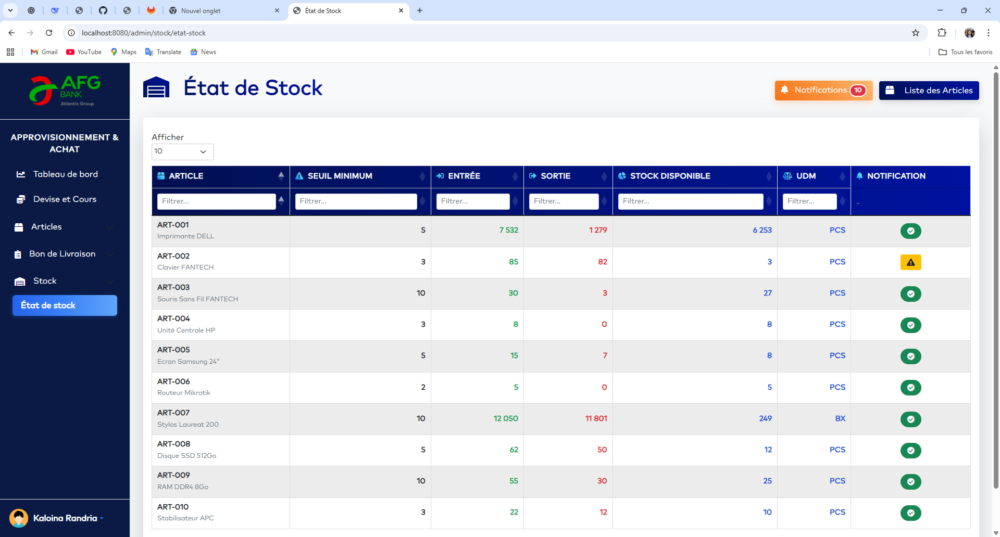 Nouvel onglet
État de Stock
localhost:8080/admin/stock/etat-stock
Gmail
YouTube
Maps
Translate
News
Tous les favoris
AFG
BANK
Atlantic Group
APPROVISIONNEMENT &
ACHAT
Tableau de bord
Devise et Cours
Articles
Bon de Livraison
Stock
État de stock
Kaloina Randria
État de Stock
Notifications 10
Liste des Articles
Afficher
10
ARTICLE SEUIL MINIMUM ENTRÉE SORTIE STOCK DISPONIBLE UDM NOTIFICATION
Filtrer... Filtrer... Filtrer... Filtrer... Filtrer... Filtrer... -
ART-001
Imprimante DELL
5 7 532 1 279 6 253 PCS
ART-002
Clavier FANTECH
3 85 82 3 PCS
ART-003
Souris Sans Fil FANTECH
10 30 3 27 PCS
ART-004
Unité Centrale HP
3 8 0 8 PCS
ART-005
Ecran Samsung 24"
5 15 7 8 PCS
ART-006
Routeur Mikrotik
2 5 0 5 PCS
ART-007
Stylos Laureat 200
10 12 050 11 801 249 BX
ART-008
Disque SSD 512Go
5 62 50 12 PCS
ART-009
RAM DDR4 8Go
10 55 30 25 PCS
ART-010
Stabilisateur APC
3 22 12 10 PCS